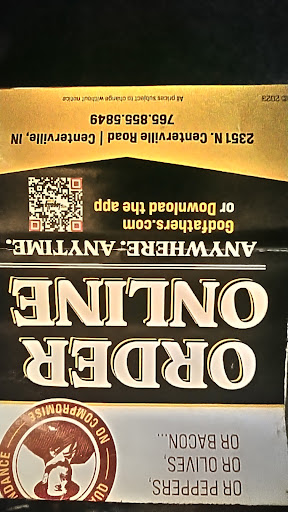 OR PEPPERS,
OR OLIVES,
OR BACON...
NO COMPROMISE
ORDER
ONLINE
ANYWHERE. ANYTIME.
Godfathers.com
or Download the app
2351 N. Centerville Road | Centerville, IN
765.855.5849
All prices subject to change without notice
© 2023